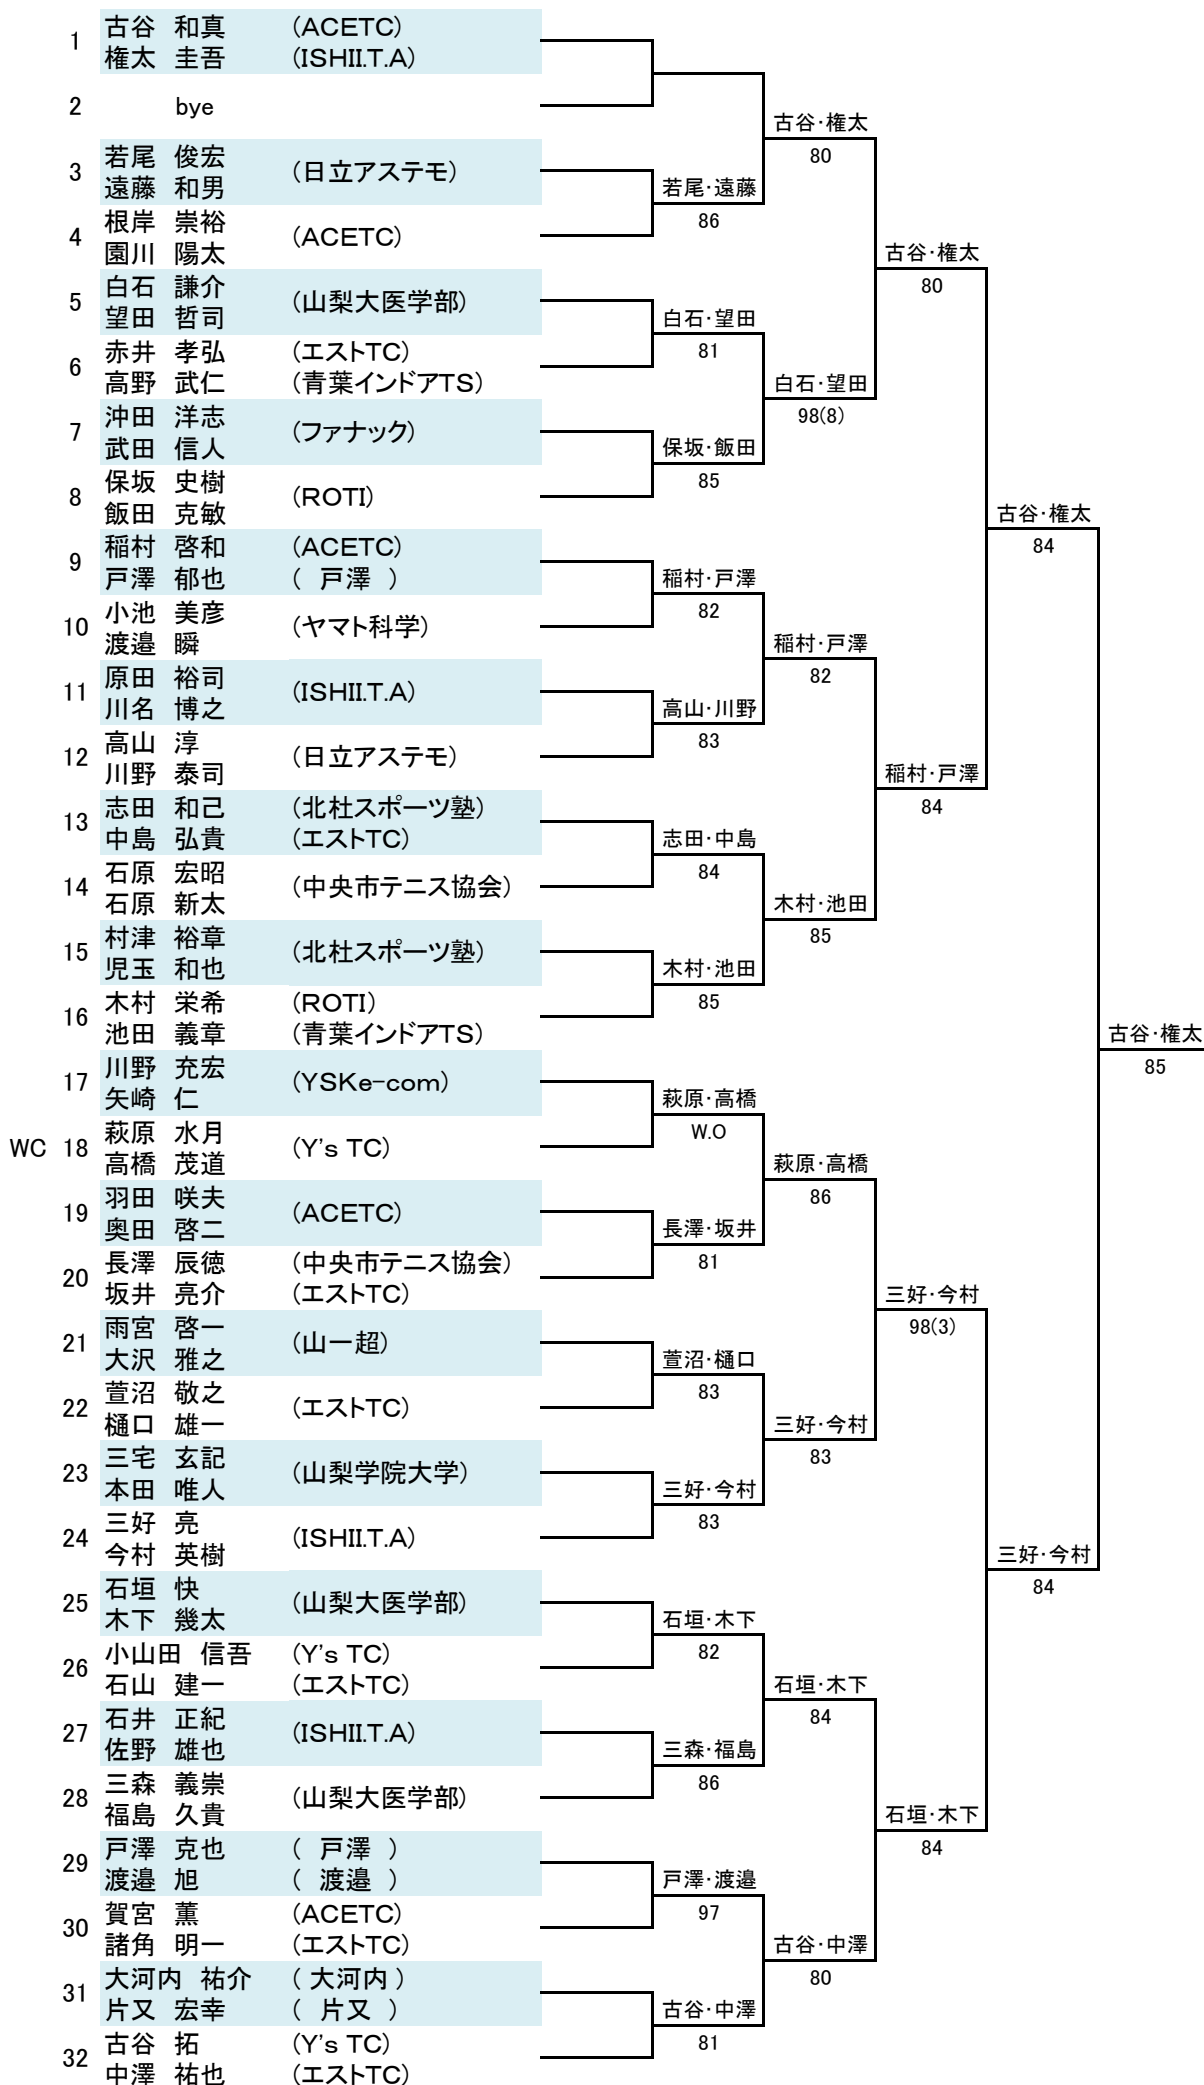 1 古谷 和真 (ACETC)
権太 圭吾 (ISHII.T.A)
2 bye
3 若尾 俊宏 (日立アステモ)
遠藤 和男
4 根岸 崇裕 (ACETC)
園川 陽太
5 白石 謙介 (山梨大医学部)
望田 哲司
6 赤井 孝弘 (エストTC)
高野 武仁 (青葉インドアTS)
7 沖田 洋志 (ファナック)
武田 信人
8 保坂 史樹 (ROTI)
飯田 克敏
9 稲村 啓和 (ACETC)
戸澤 郁也 ( 戸澤 )
10 小池 美彦 (ヤマト科学)
渡邉 瞬
11 原田 裕司 (ISHII.T.A)
川名 博之
12 高山 淳 (日立アステモ)
川野 泰司
13 志田 和己 (北杜スポーツ塾)
中島 弘貴 (エストTC)
14 石原 宏昭 (中央市テニス協会)
石原 新太
15 村津 裕章 (北杜スポーツ塾)
児玉 和也
16 木村 栄希 (ROTI)
池田 義章 (青葉インドアTS)
17 川野 充宏 (YSKe-com)
矢崎 仁
WC 18 萩原 水月 (Y's TC)
高橋 茂道
19 羽田 咲夫 (ACETC)
奥田 啓二
20 長澤 辰徳 (中央市テニス協会)
坂井 亮介 (エストTC)
21 雨宮 啓一 (山一超)
大沢 雅之
22 萱沼 敬之 (エストTC)
樋口 雄一
23 三宅 玄記 (山梨学院大学)
本田 唯人
24 三好 亮 (ISHII.T.A)
今村 英樹
25 石垣 快 (山梨大医学部)
木下 幾太
26 小山田 信吾 (Y's TC)
石山 建一 (エストTC)
27 石井 正紀 (ISHII.T.A)
佐野 雄也
28 三森 義崇 (山梨大医学部)
福島 久貴
29 戸澤 克也 ( 戸澤 )
渡邉 旭 ( 渡邉 )
30 賀宮 薫 (ACETC)
諸角 明一 (エストTC)
31 大河内 祐介 ( 大河内 )
片又 宏幸 ( 片又 )
32 古谷 拓 (Y's TC)
中澤 祐也 (エストTC)
若尾・遠藤
86
白石・望田
81
保坂・飯田
85
稲村・戸澤
82
高山・川野
83
志田・中島
84
木村・池田
85
萩原・高橋
W.O
長澤・坂井
81
萱沼・樋口
83
三好・今村
83
石垣・木下
82
三森・福島
86
戸澤・渡邉
97
古谷・中澤
81
古谷・権太
80
白石・望田
98(8)
稲村・戸澤
82
木村・池田
85
萩原・高橋
86
三好・今村
83
石垣・木下
84
古谷・中澤
80
古谷・権太
80
稲村・戸澤
84
三好・今村
98(3)
石垣・木下
84
古谷・権太
84
三好・今村
84
古谷・権太
85